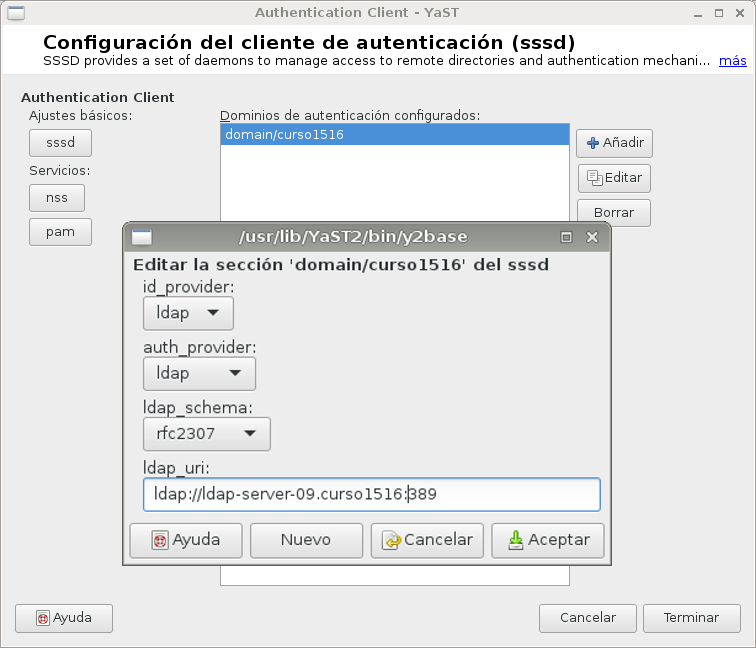 Authentication Client - YaST
Configuración del cliente de autenticación (sssd)
SSSD provides a set of daemons to manage access to remote directories and authentication mechani... más
Authentication Client
Ajustes básicos:
Dominios de autenticación configurados:
sssd
domain/curso1516
Añadir
Servicios:
Editar
nss
Borrar
pam
/usr/lib/YaST2/bin/y2base
Editar la sección 'domain/curso1516' del sssd
id_provider:
ldap
auth_provider:
ldap
ldap_schema:
rfc2307
ldap_uri:
ldap://ldap-server-09.curso1516:389
Ayuda Nuevo Cancelar Aceptar
Ayuda Cancelar Terminar